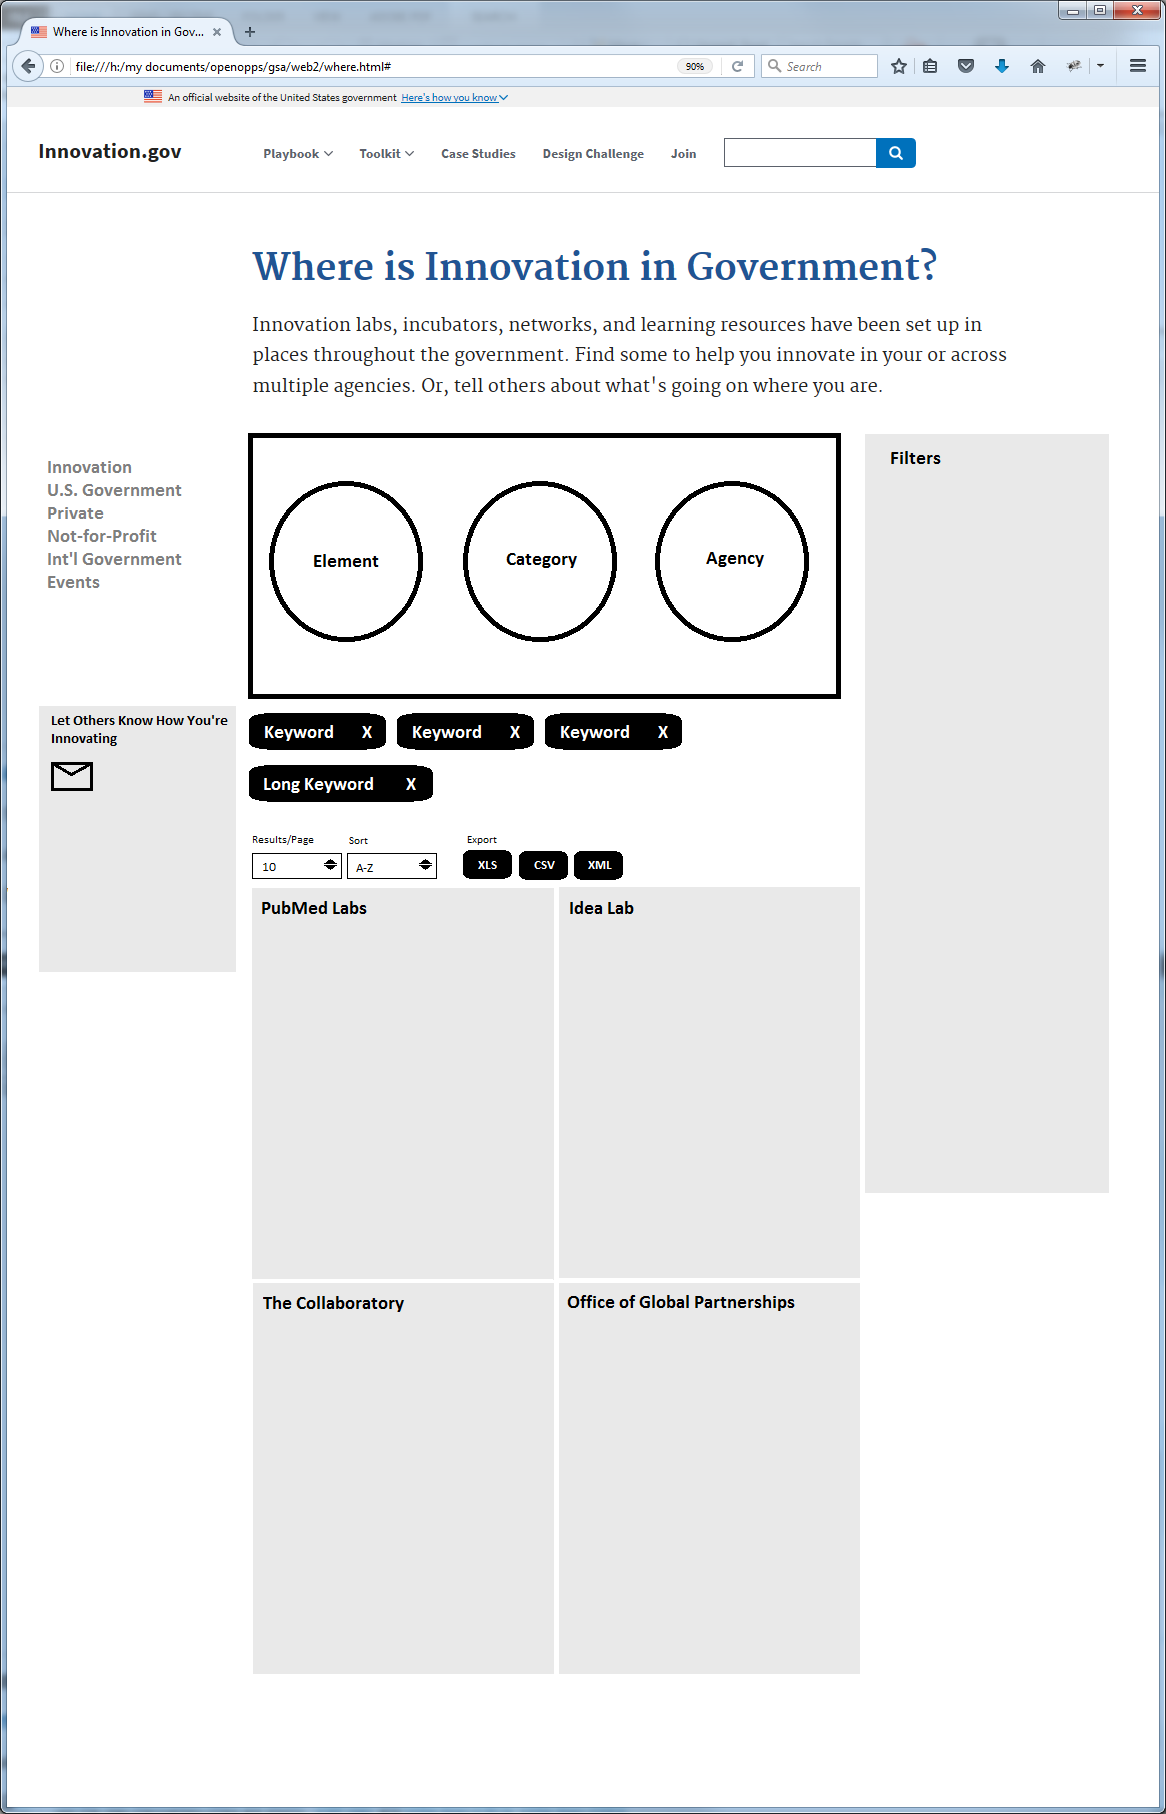 Where is Innovation in Gov...
file:///h:/my documents/openopps/gsa/web2/where.html#
90%
Search
An official website of the United States government Here's how you know
Innovation.gov
Playbook
Toolkit
Case Studies
Design Challenge
Join
Where is Innovation in Government?
Innovation labs, incubators, networks, and learning resources have been set up in
places throughout the government. Find some to help you innovate in your or across
multiple agencies. Or, tell others about what's going on where you are.
Innovation
U.S. Government
Private
Not-for-Profit
Int'l Government
Events
Element
Category
Agency
Filters
Let Others Know How You're
Innovating
Keyword X
Keyword X
Keyword X
Long Keyword X
Results/Page
Sort
Export
10
A-Z
XLS
CSV
XML
PubMed Labs
Idea Lab
The Collaboratory
Office of Global Partnerships